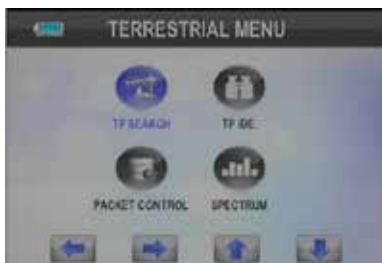 TERRESTRIAL MENU
TP SEARCH
TP IDE.
PACKET CONTROL
SPECTRUM